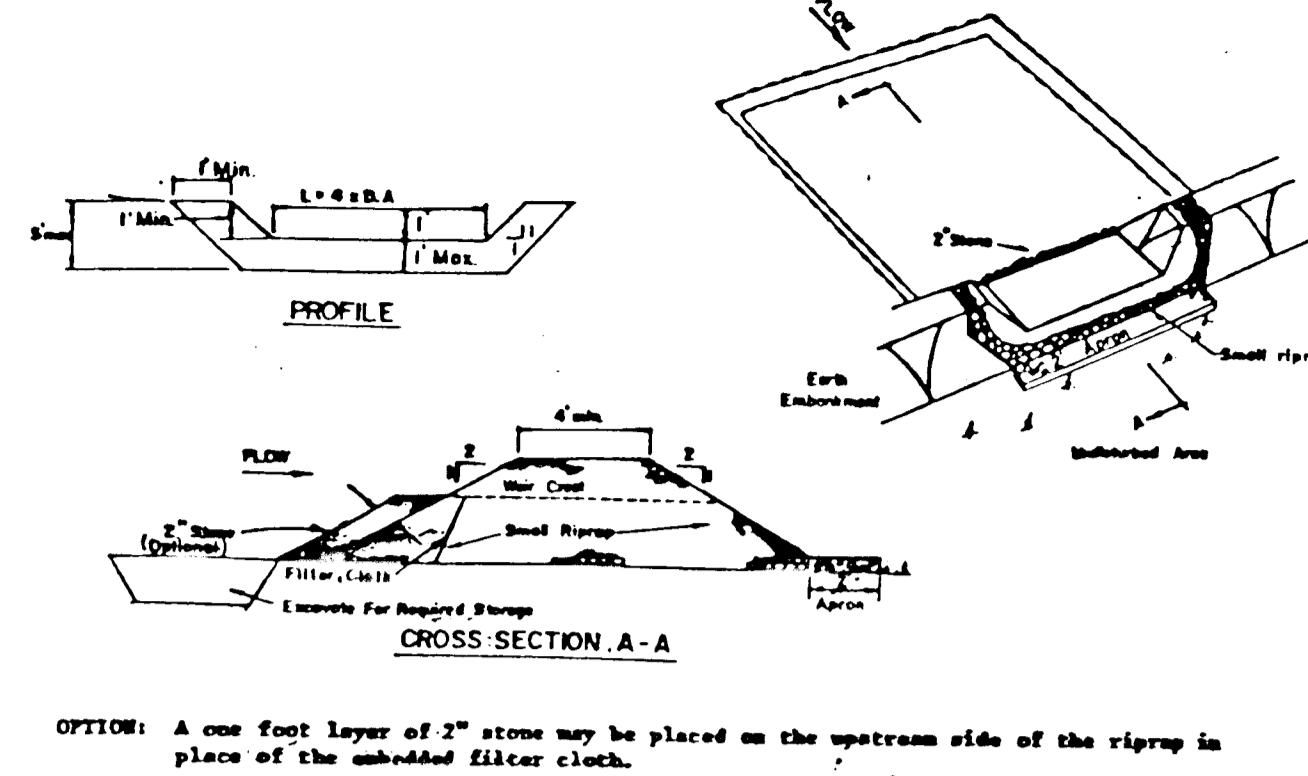 Flow
A
1' Min.
L = 4 x D.A
1' Min.
5' max
1'
1
1
1' Max.
PROFILE
2" Stone
Apron
Small ripr
Earth
Embankment
A
Undisturbed Area
4' min.
FLOW
2
2
Weir Crest
2" Stone
(Optional)
Small Riprap
Filter Cloth
Excavate For Required Storage
Apron
CROSS SECTION A-A
OPTION: A one foot layer of 2" stone may be placed on the upstream side of the riprap in
place of the embedded filter cloth.